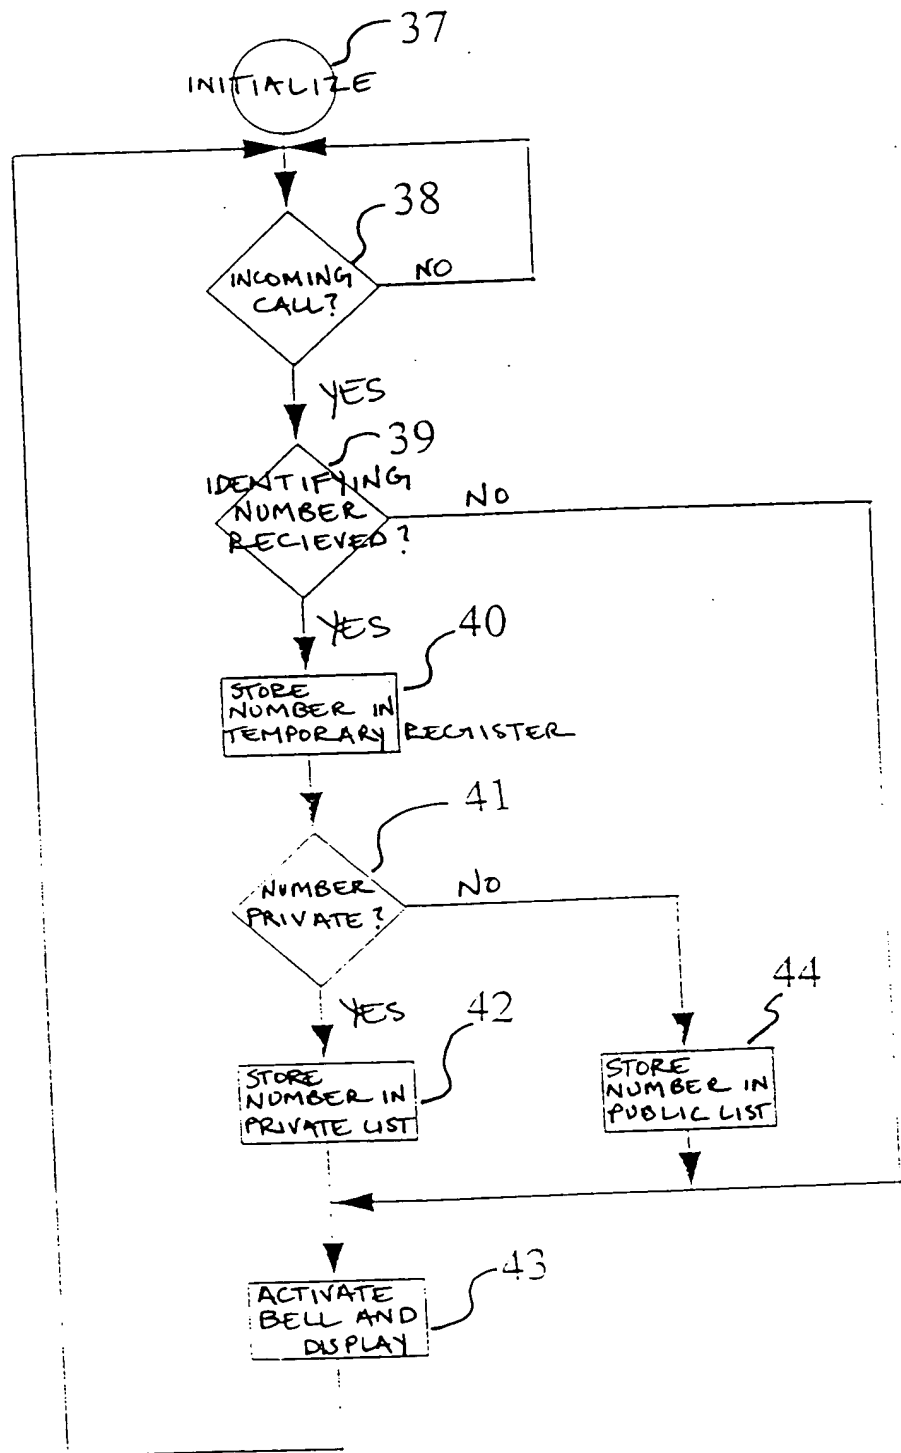 37
INITIALIZE
38
INCOMING
CALL?
NO
YES
39
IDENTIFYING
NUMBER
RECIEVED?
NO
YES
40
STORE
NUMBER IN
TEMPORARY REGISTER
41
NUMBER
PRIVATE?
NO
YES
42
STORE
NUMBER IN
PRIVATE LIST
44
STORE
NUMBER IN
PUBLIC LIST
43
ACTIVATE
BELL AND
DISPLAY